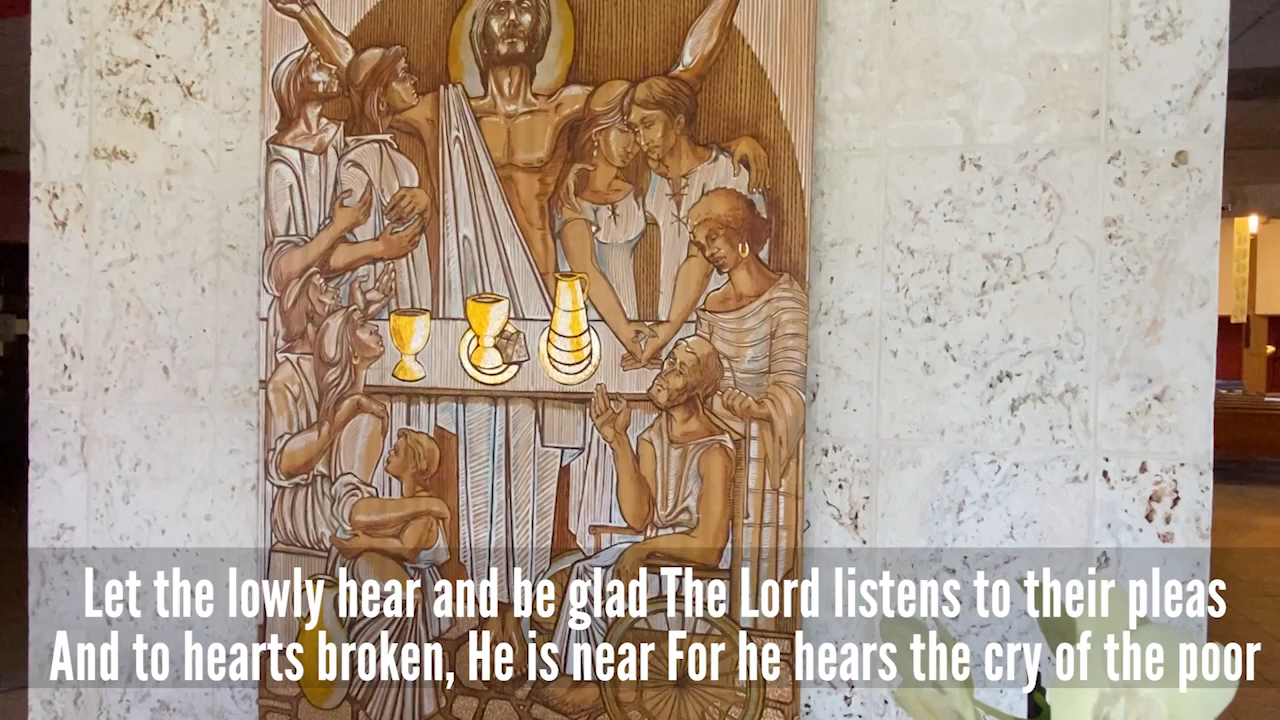 Let the lowly hear and be glad The Lord listens to their pleas
And to hearts broken, He is near For he hears the cry of the poor